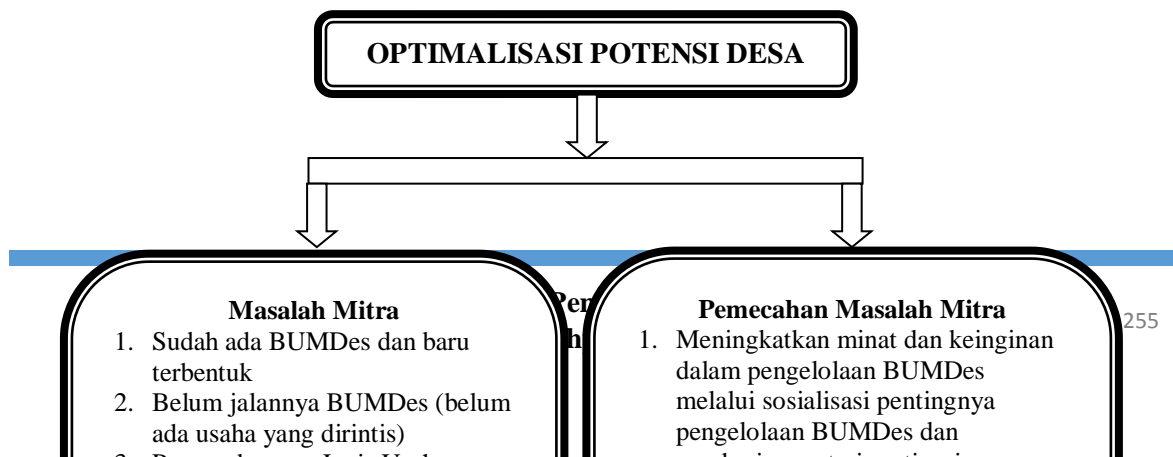 OPTIMALISASI POTENSI DESA
Masalah Mitra
1. Sudah ada BUMDes dan baru
terbentuk
2. Belum jalannya BUMDes (belum
ada usaha yang dirintis)
Pemecahan Masalah Mitra
1. Meningkatkan minat dan keinginan
dalam pengelolaan BUMDes
melalui sosialisasi pentingnya
pengelolaan BUMDes dan
255